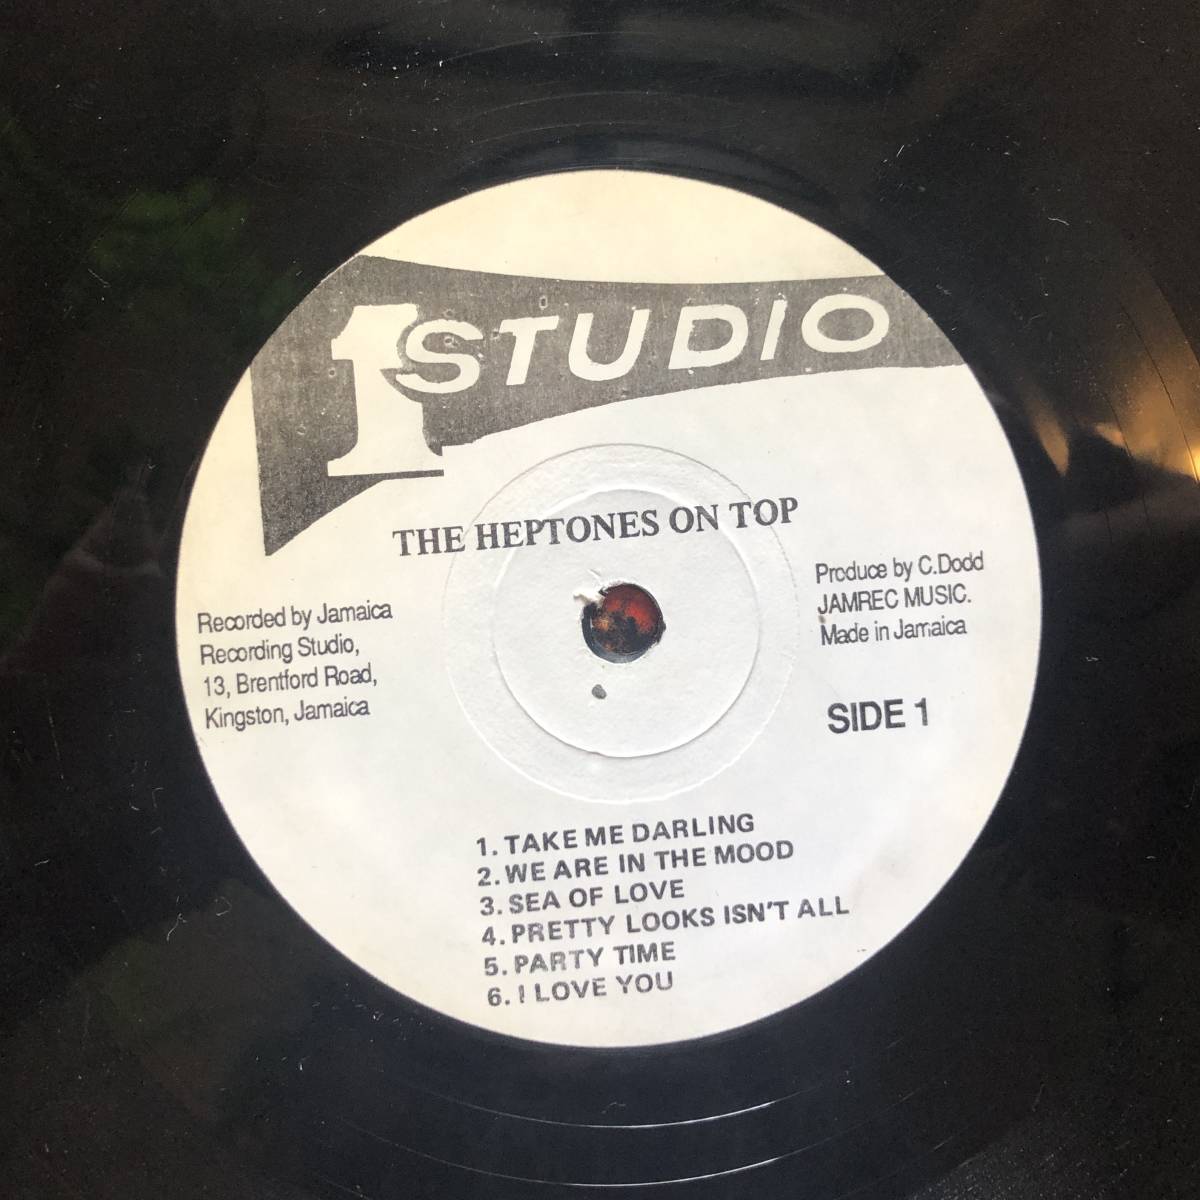 1 STUDIO
THE HEPTONES ON TOP
Recorded by Jamaica
Recording Studio,
13, Brentford Road,
Kingston, Jamaica
Produce by C.Dodd
JAMREC MUSIC.
Made in Jamaica
SIDE 1
1. TAKE ME DARLING
2. WE ARE IN THE MOOD
3. SEA OF LOVE
4. PRETTY LOOKS ISN'T ALL
5. PARTY TIME
6. I LOVE YOU